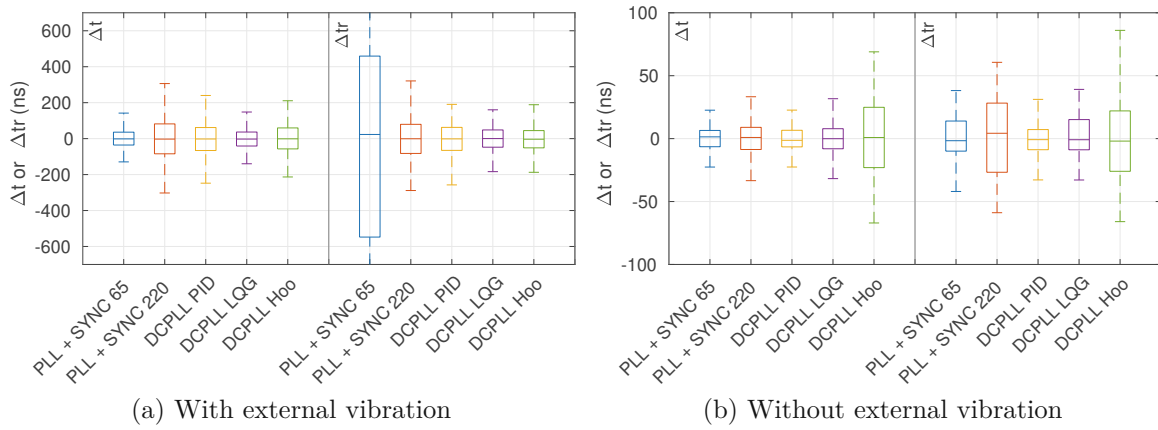 Δt
Δtr
600
400
200
0
-200
-400
-600
Δt or Δtr (ns)
PLL + SYNC 65
PLL + SYNC 220
DCPLL PID
DCPLL LQG
DCPLL Hoo
PLL + SYNC 65
PLL + SYNC 220
DCPLL PID
DCPLL LQG
DCPLL Hoo
(a) With external vibration
Δt
Δtr
100
50
0
-50
-100
Δt or Δtr (ns)
PLL + SYNC 65
PLL + SYNC 220
DCPLL PID
DCPLL LQG
DCPLL Hoo
PLL + SYNC 65
PLL + SYNC 220
DCPLL PID
DCPLL LQG
DCPLL Hoo
(b) Without external vibration